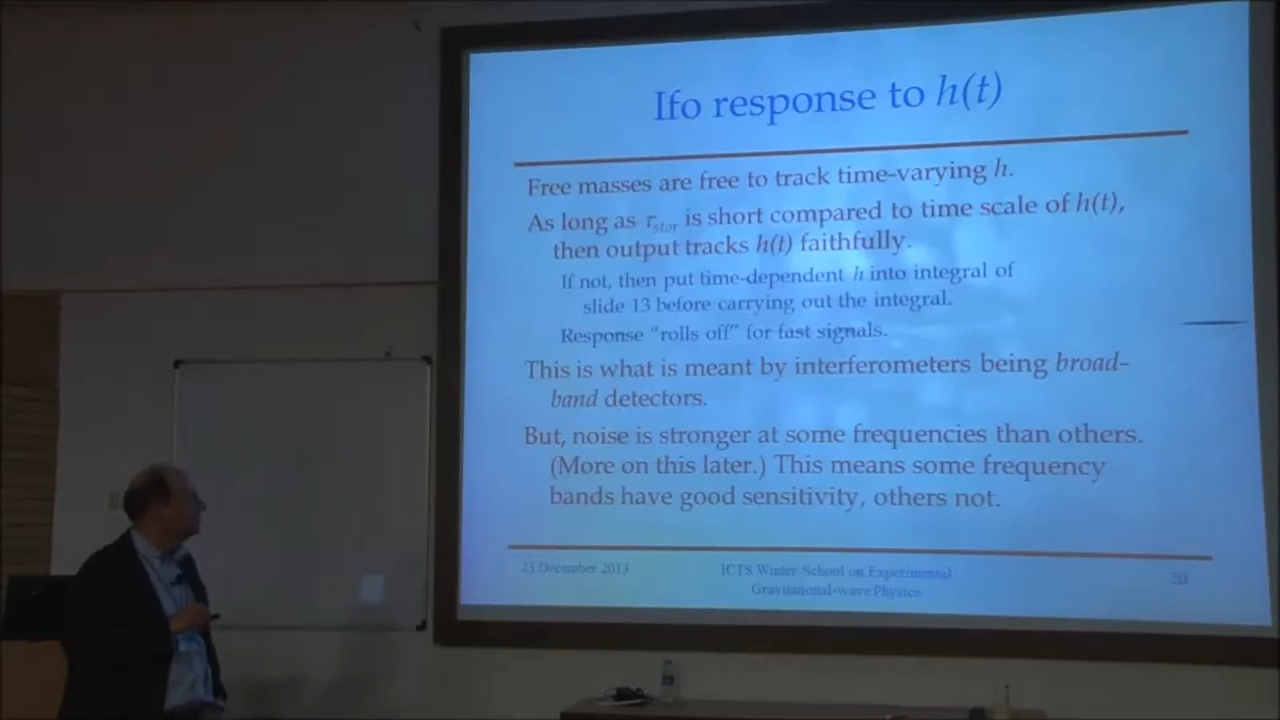 Ifo response to h(t)
Free masses are free to track time-varying h.
As long as τstor is short compared to time scale of h(t),
then output tracks h(t) faithfully.
If not, then put time-dependent h into integral of
slide 13 before carrying out the integral.
Response “rolls off” for fast signals.
This is what is meant by interferometers being broad-
band detectors.
But, noise is stronger at some frequencies than others.
(More on this later.) This means some frequency
bands have good sensitivity, others not.
23 December 2013
ICTS Winter School on Experimental
Gravitational-wave Physics
20